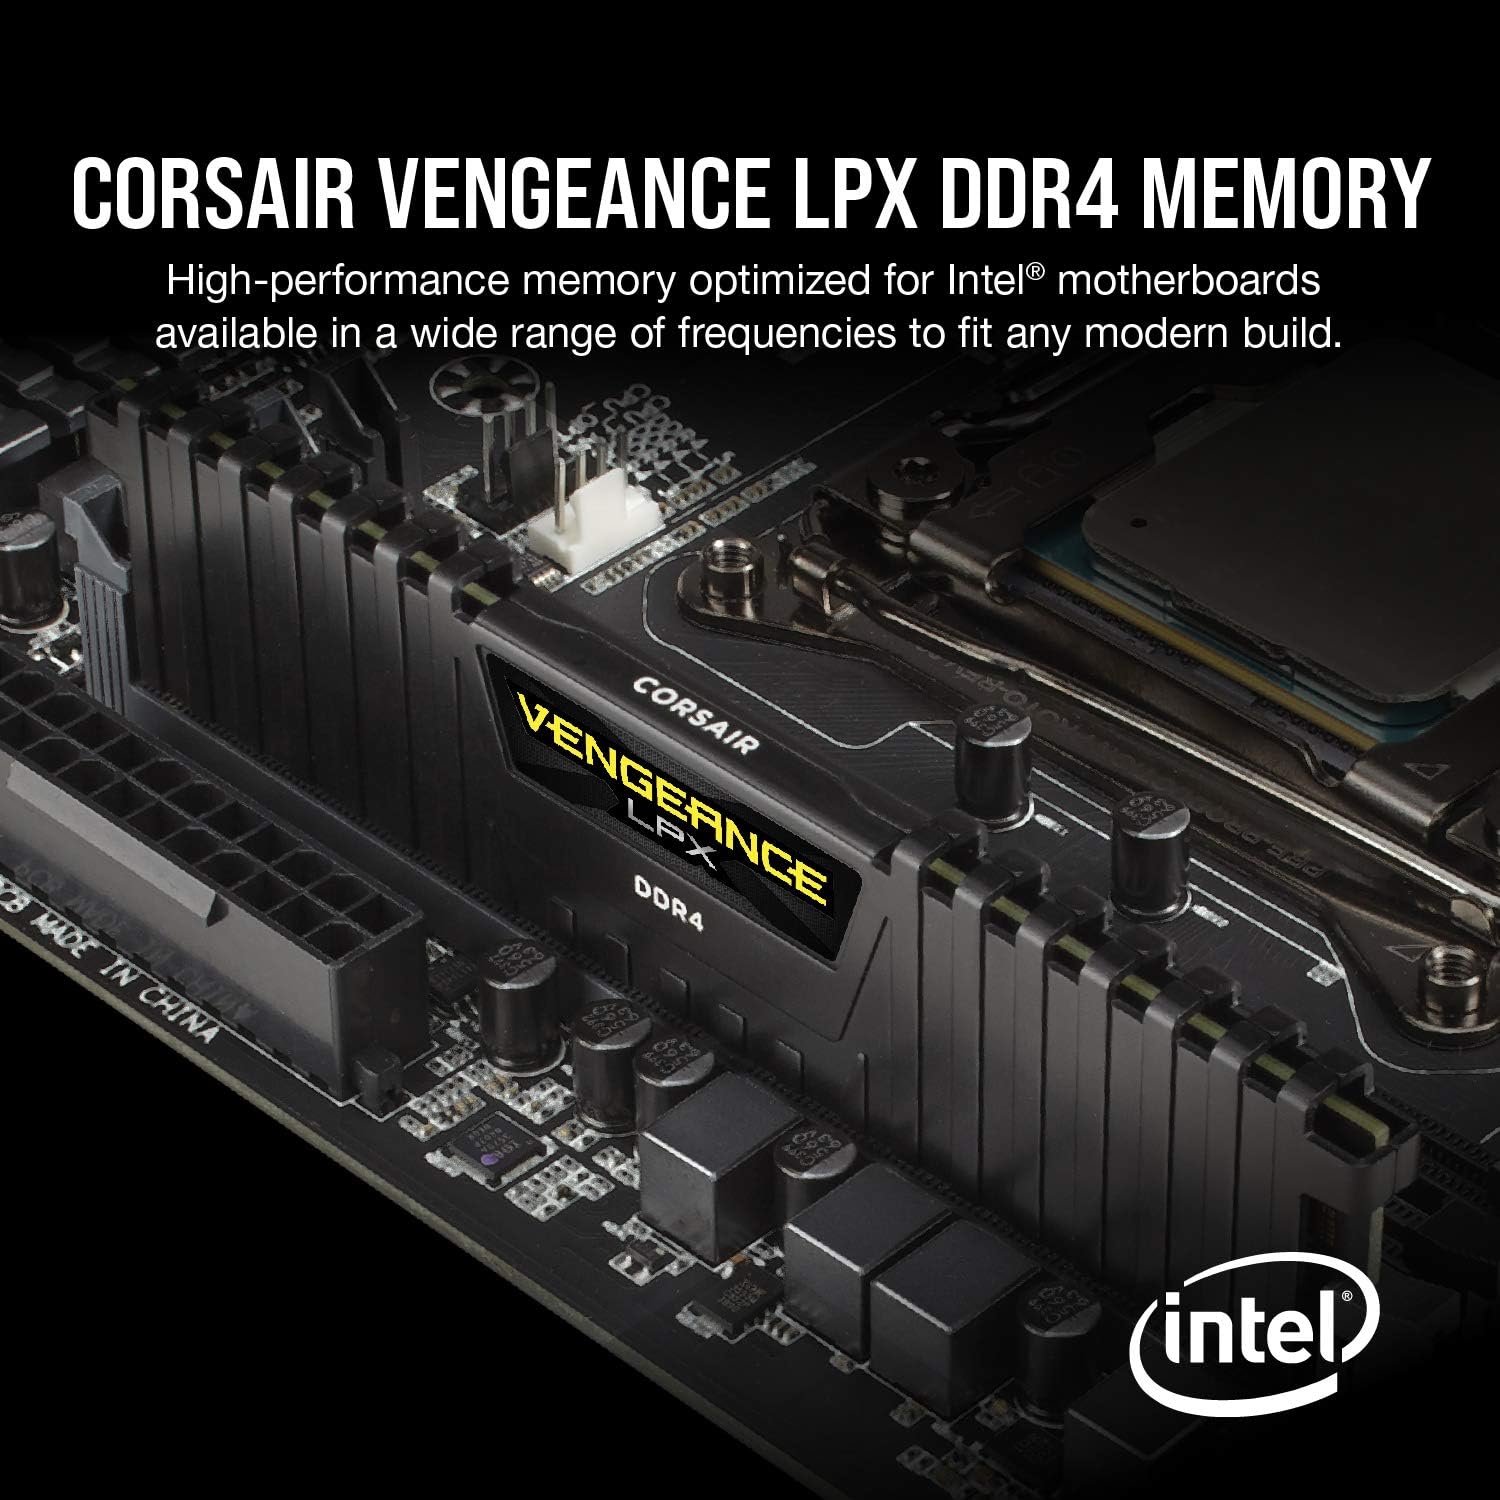 CORSAIR VENGEANCE LPX DDR4 MEMORY
High-performance memory optimized for Intel® motherboards
available in a wide range of frequencies to fit any modern build.
CORSAIR
VENGEANCE
LPX
DDR4
MADE IN CHINA
intel®